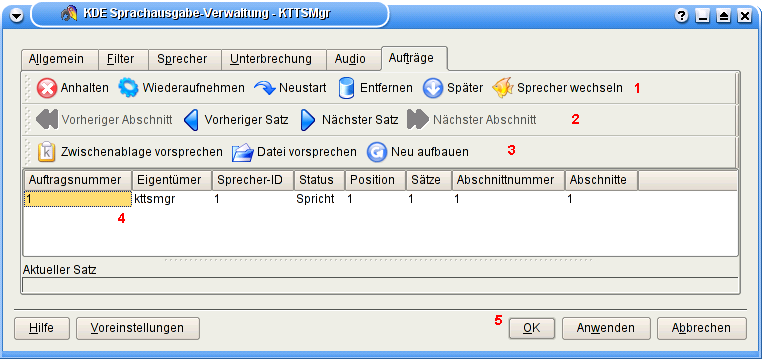 KDE Sprachausgabe-Verwaltung - KTTSMgr
Allgemein Filter Sprecher Unterbrechung Audio Aufträge
Anhalten Wiederaufnehmen Neustart Entfernen Später Sprecher wechseln 1
Vorheriger Abschnitt Vorheriger Satz Nächster Satz Nächster Abschnitt 2
Zwischenablage vorsprechen Datei vorsprechen Neu aufbauen 3
Auftragsnummer Eigentümer Sprecher-ID Status Position Sätze Abschnittnummer Abschnitte
1 kttsmgr 1 Spricht 1 1 1 1
4
Aktueller Satz
5
Hilfe Voreinstellungen OK Anwenden Abbrechen